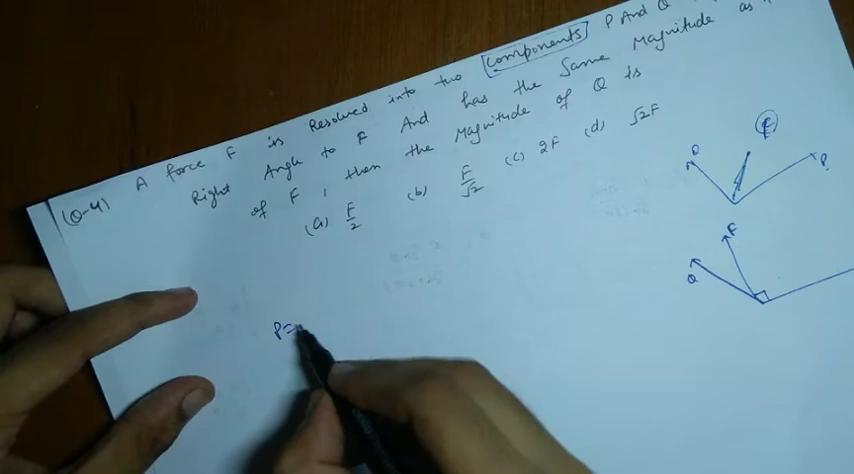 (Q-4) A force F is Resolved into two components P And Q
Right Angle to F And has the Same Magnitude as
of F, then the Magnitude of Q is
(a) F/2 (b) F/√2 (c) 2F (d) √2F
F
Q
P
F
Q
P=